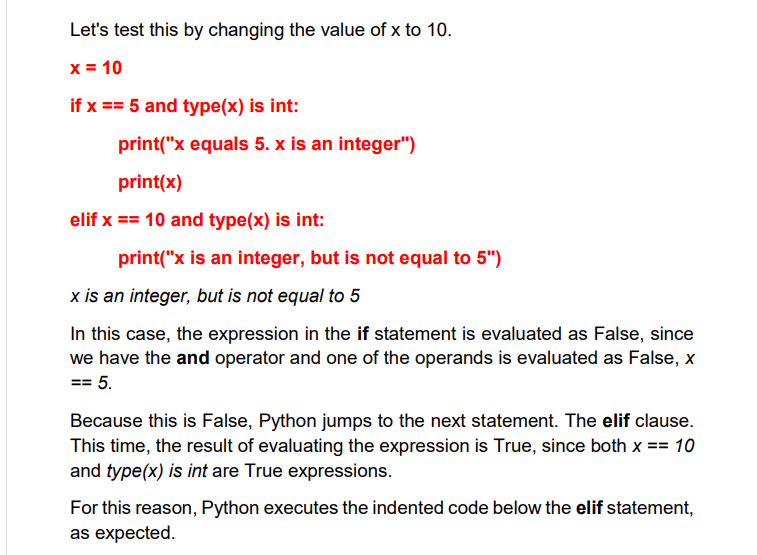 Let's test this by changing the value of x to 10.
x = 10
if x == 5 and type(x) is int:
print("x equals 5. x is an integer")
print(x)
elif x == 10 and type(x) is int:
print("x is an integer, but is not equal to 5")
x is an integer, but is not equal to 5
In this case, the expression in the if statement is evaluated as False, since
we have the and operator and one of the operands is evaluated as False, x
== 5.
Because this is False, Python jumps to the next statement. The elif clause.
This time, the result of evaluating the expression is True, since both x == 10
and type(x) is int are True expressions.
For this reason, Python executes the indented code below the elif statement,
as expected.